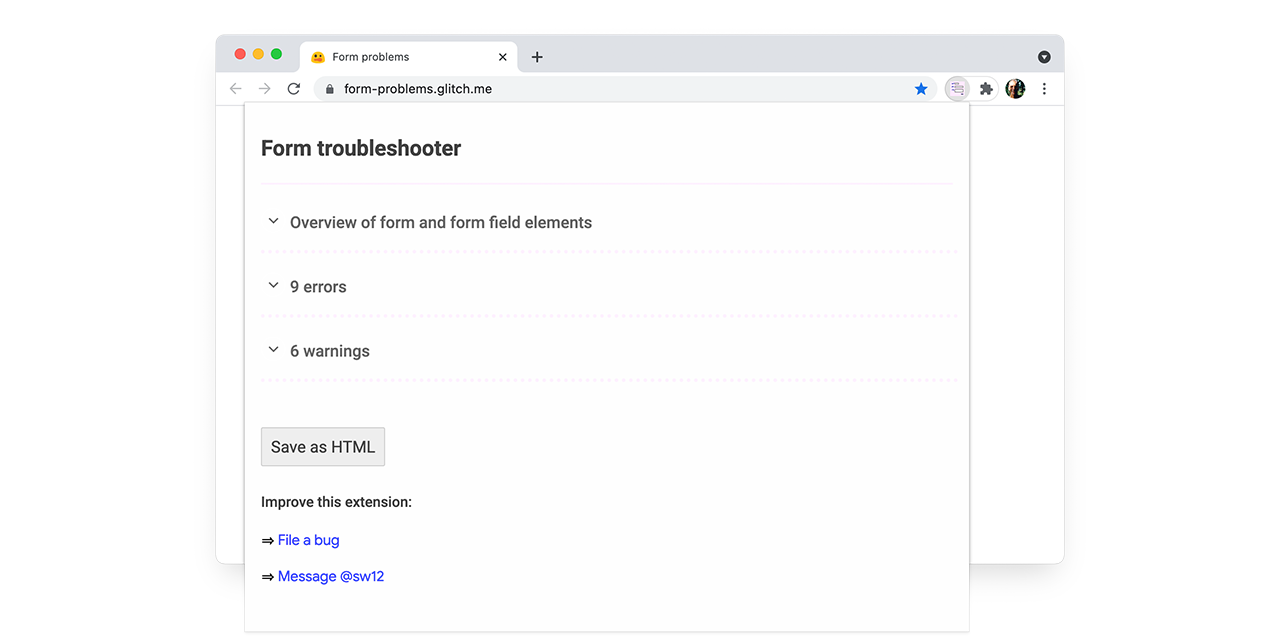 Form problems
form-problems.glitch.me
Form troubleshooter
Overview of form and form field elements
9 errors
6 warnings
Save as HTML
Improve this extension:
⇒ File a bug
⇒ Message @sw12